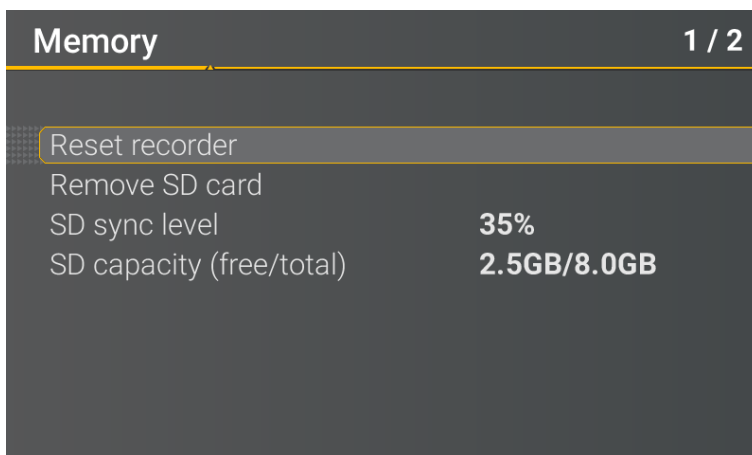 Memory 1 / 2
Reset recorder
Remove SD card
SD sync level 35%
SD capacity (free/total) 2.5GB/8.0GB